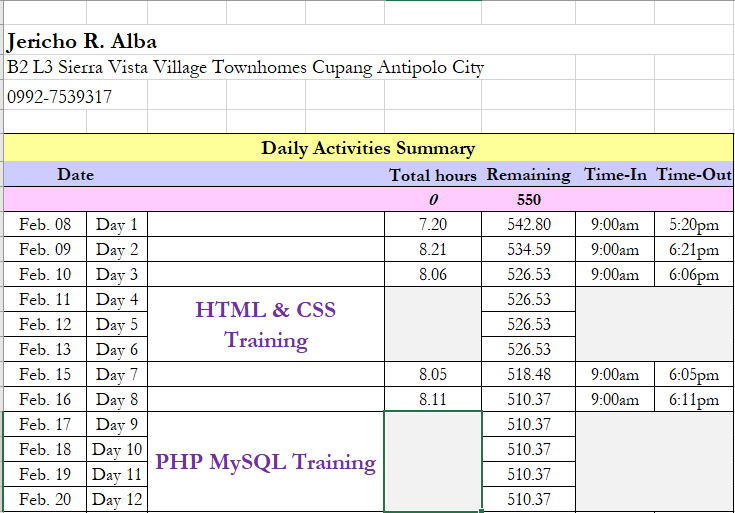 Jericho R. Alba
B2 L3 Sierra Vista Village Townhomes Cupang Antipolo City
0992-7539317
Daily Activities Summary
Date Total hours Remaining Time-In Time-Out
0 550
Feb. 08 Day 1 7.20 542.80 9:00am 5:20pm
Feb. 09 Day 2 8.21 534.59 9:00am 6:21pm
Feb. 10 Day 3 8.06 526.53 9:00am 6:06pm
Feb. 11 Day 4 526.53
HTML & CSS
Feb. 12 Day 5 526.53
Training
Feb. 13 Day 6 526.53
Feb. 15 Day 7 8.05 518.48 9:00am 6:05pm
Feb. 16 Day 8 8.11 510.37 9:00am 6:11pm
Feb. 17 Day 9 510.37
Feb. 18 Day 10 510.37
PHP MySQL Training
Feb. 19 Day 11 510.37
Feb. 20 Day 12 510.37